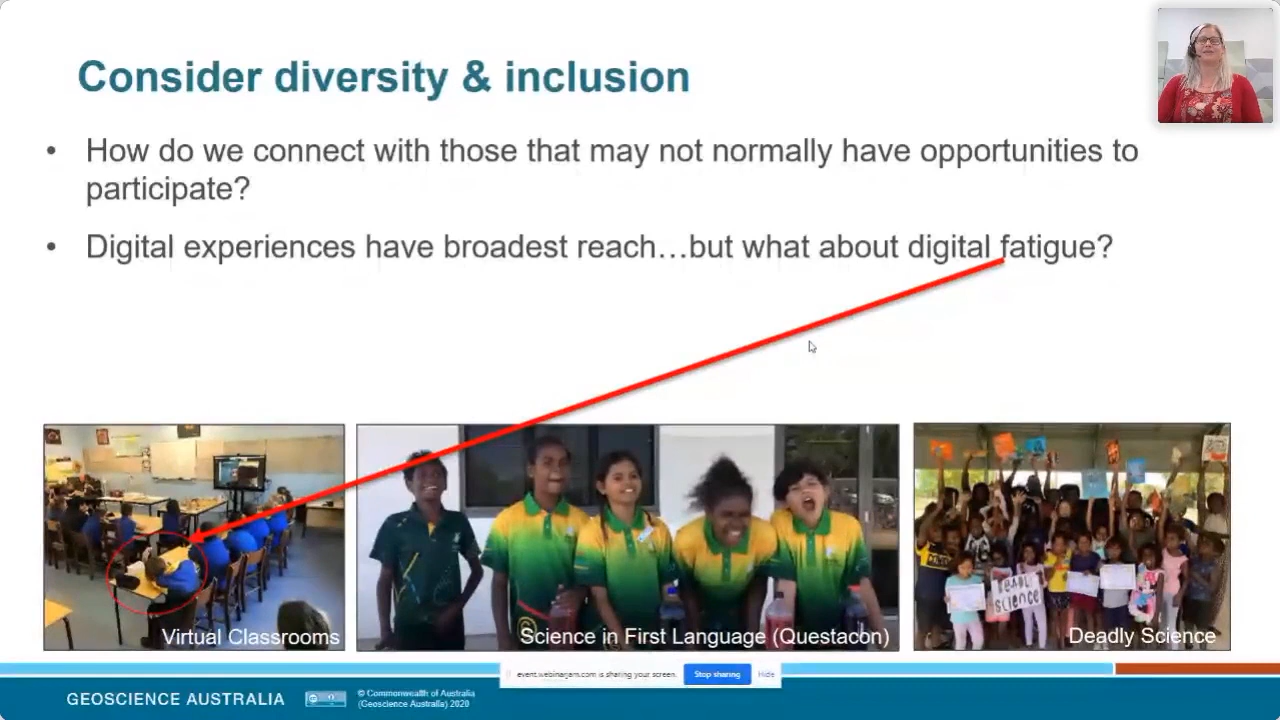 Consider diversity & inclusion
• How do we connect with those that may not normally have opportunities to
participate?
• Digital experiences have broadest reach…but what about digital fatigue?
Virtual Classrooms
Science in First Language (Questacon)
DEADLY
SCIENCE
Deadly Science
event.webinarjam.com is sharing your screen.
Stop sharing
Hide
GEOSCIENCE AUSTRALIA
© Commonwealth of Australia
(Geoscience Australia) 2020